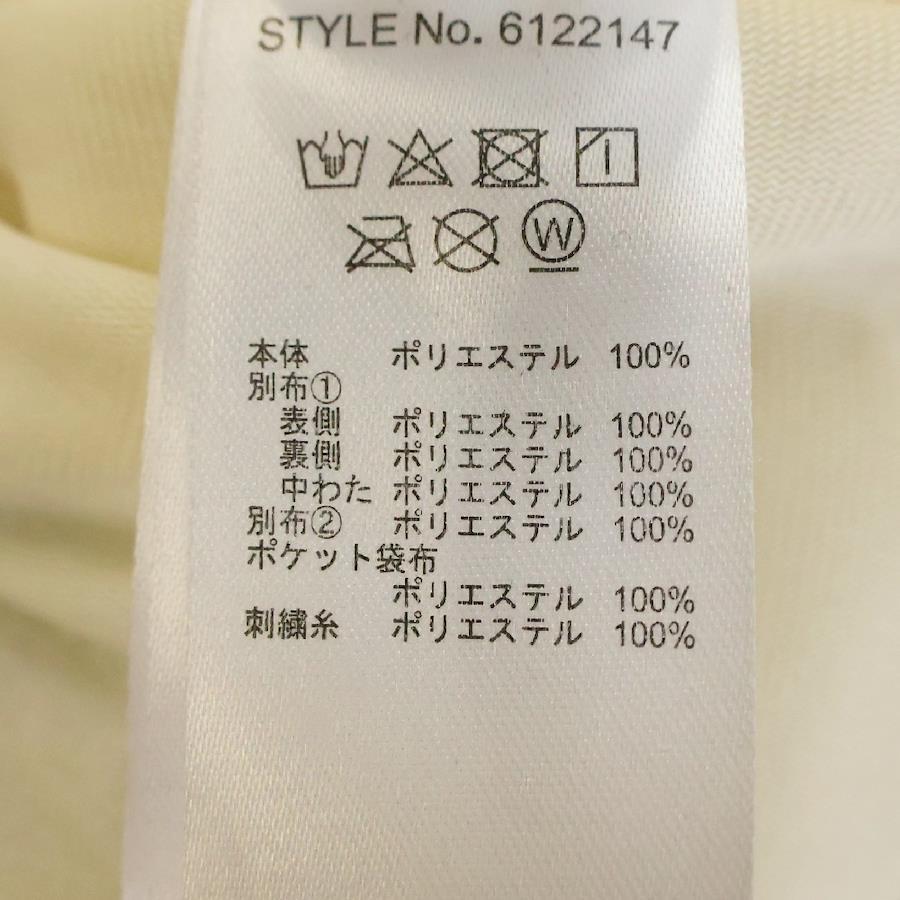 STYLE No. 6122147
W
本体 ポリエステル 100%
別布①
表側 ポリエステル 100%
裏側 ポリエステル 100%
中わた ポリエステル 100%
別布② ポリエステル 100%
ポケット袋布
ポリエステル 100%
刺繍糸 ポリエステル 100%